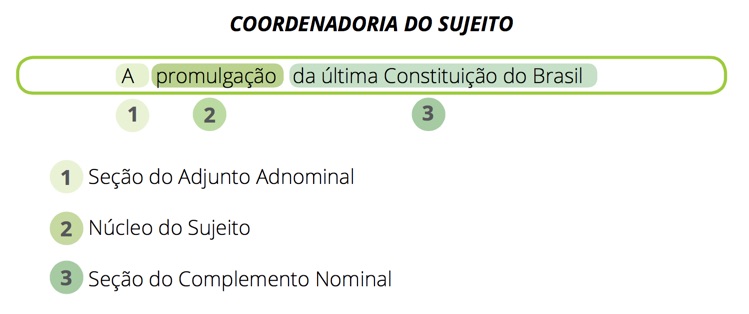 COORDENADORIA DO SUJEITO
A promulgação da última Constituição do Brasil
1 2 3
1 Seção do Adjunto Adnominal
2 Núcleo do Sujeito
3 Seção do Complemento Nominal